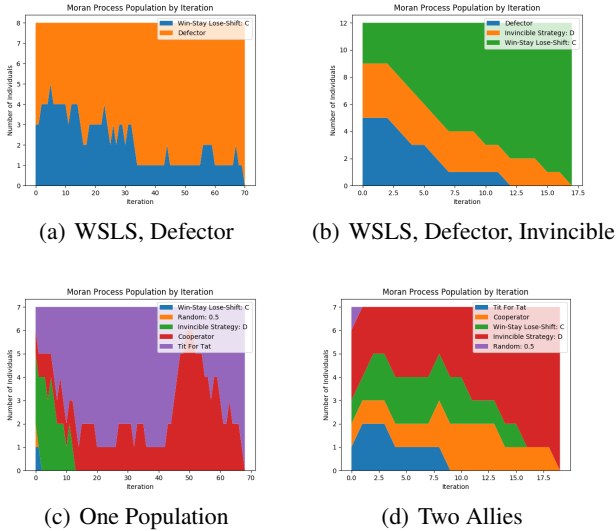 Moran Process Population by Iteration
Win-Stay Lose-Shift: C
Defector
Number of Individuals
8
7
6
5
4
3
2
1
0
0 10 20 30 40 50 60 70
Iteration
(a) WSLS, Defector
Moran Process Population by Iteration
Defector
Invincible Strategy: D
Win-Stay Lose-Shift: C
Number of Individuals
12
10
8
6
4
2
0
0.0 2.5 5.0 7.5 10.0 12.5 15.0 17.5
Iteration
(b) WSLS, Defector, Invincible
Moran Process Population by Iteration
Win-Stay Lose-Shift: C
Random: 0.5
Invincible Strategy: D
Cooperator
Tit For Tat
Number of Individuals
7
6
5
4
3
2
1
0
0 10 20 30 40 50 60 70
Iteration
(c) One Population
Moran Process Population by Iteration
Tit For Tat
Cooperator
Win-Stay Lose-Shift: C
Invincible Strategy: D
Random: 0.5
Number of Individuals
7
6
5
4
3
2
1
0
0.0 2.5 5.0 7.5 10.0 12.5 15.0 17.5
Iteration
(d) Two Allies